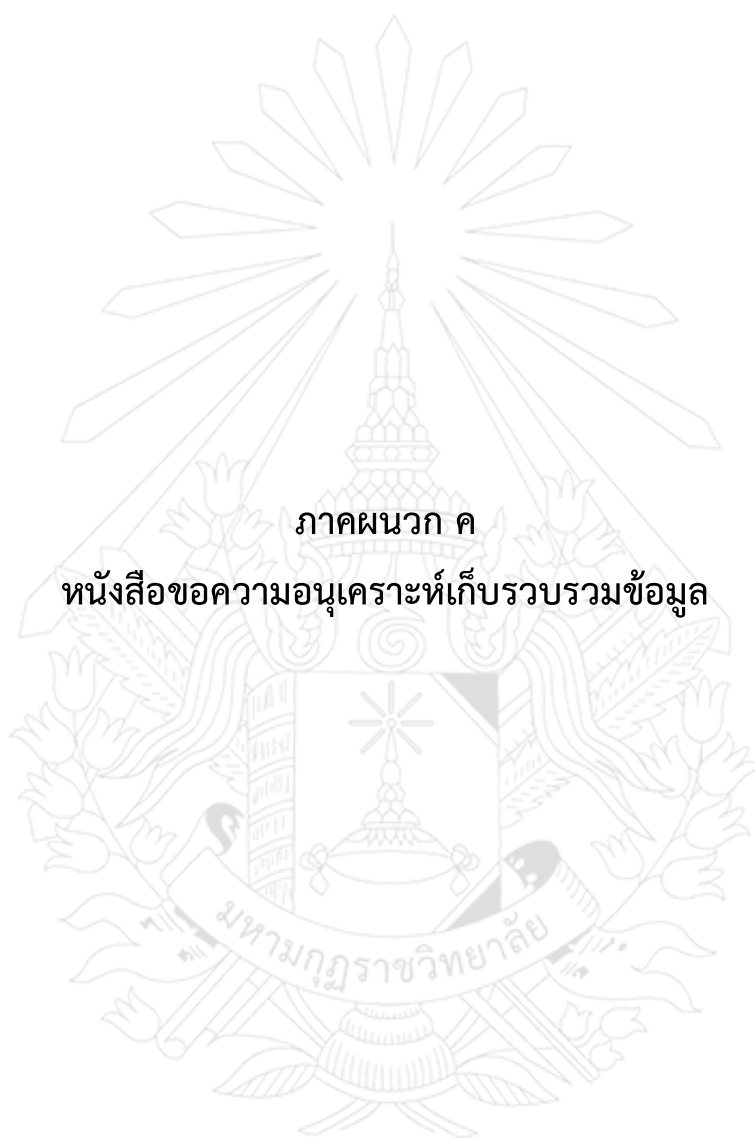 ภาคผนวก ค
หนังสือขอความอนุเคราะห์เก็บรวบรวมข้อมูล
มหามกุฏราชวิทยาลัย